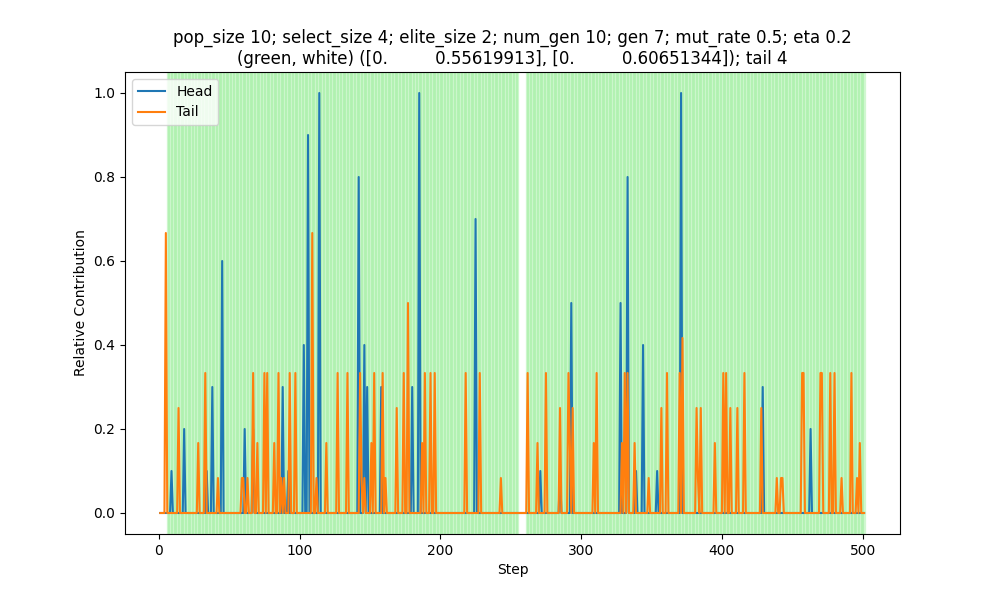 pop_size 10; select_size 4; elite_size 2; num_gen 10; gen 7; mut_rate 0.5; eta 0.2
(green, white) ([0. 0.55619913], [0. 0.60651344]); tail 4
Head
Tail
1.0
0.8
0.6
0.4
0.2
0.0
Relative Contribution
0 100 200 300 400 500
Step